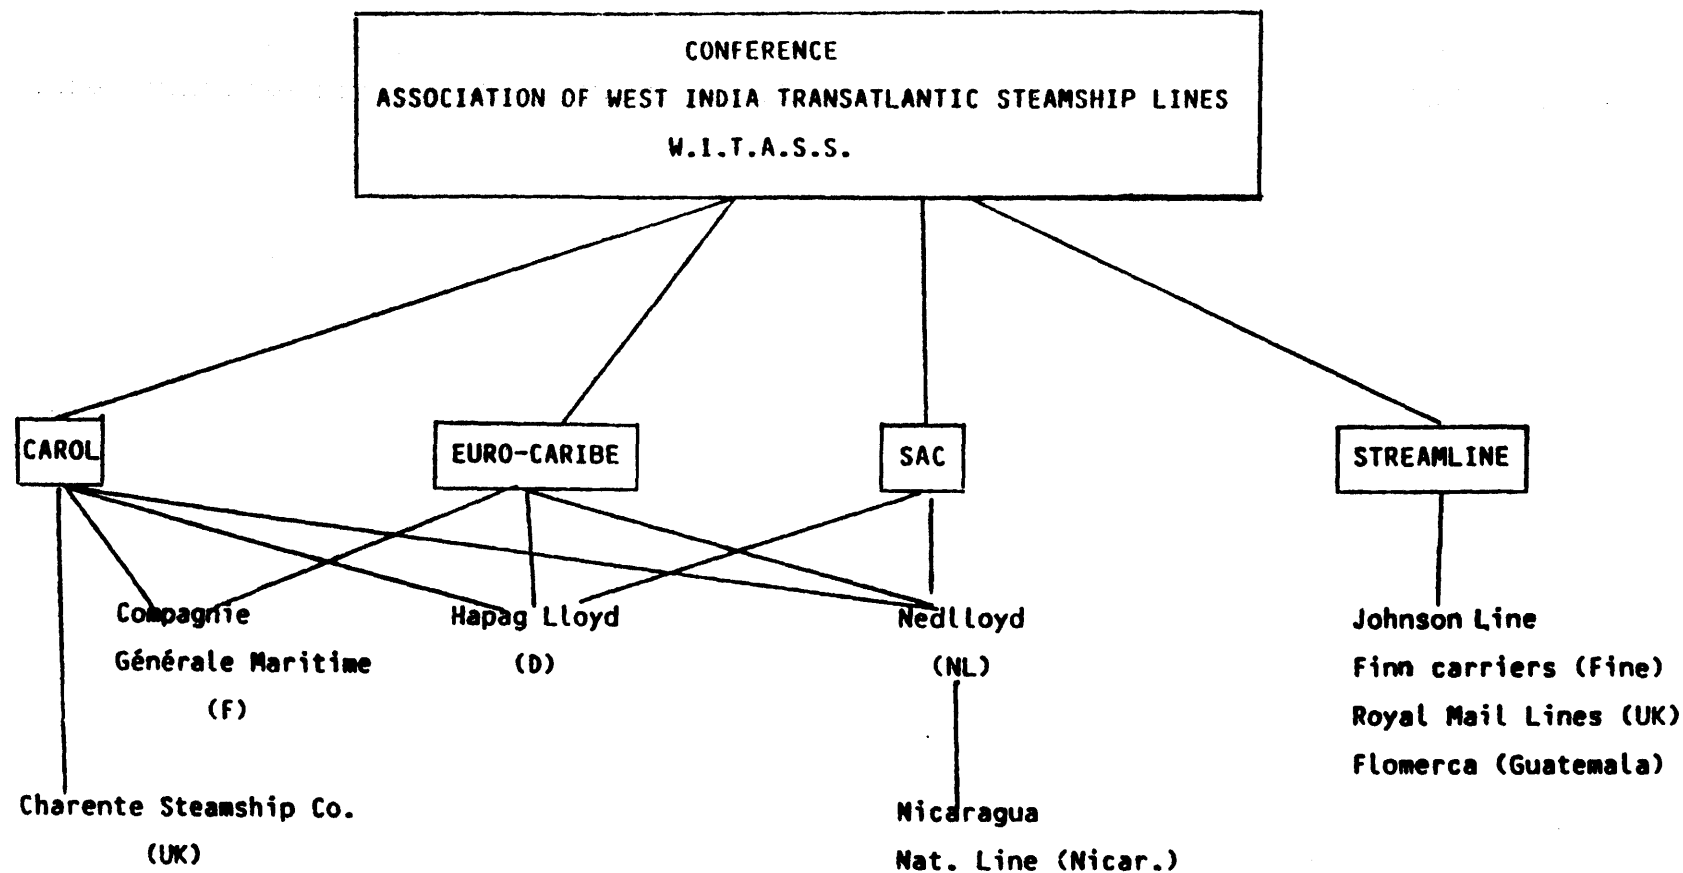 CONFERENCE
ASSOCIATION OF WEST INDIA TRANSATLANTIC STEAMSHIP LINES
W.I.T.A.S.S.
CAROL
EURO-CARIBE
SAC
STREAMLINE
Compagnie
Générale Maritime
(F)
Hapag Lloyd
(D)
Nedlloyd
(NL)
Johnson Line
Finn carriers (Fine)
Royal Mail Lines (UK)
Flomerca (Guatemala)
Charente Steamship Co.
(UK)
Nicaragua
Nat. Line (Nicar.)